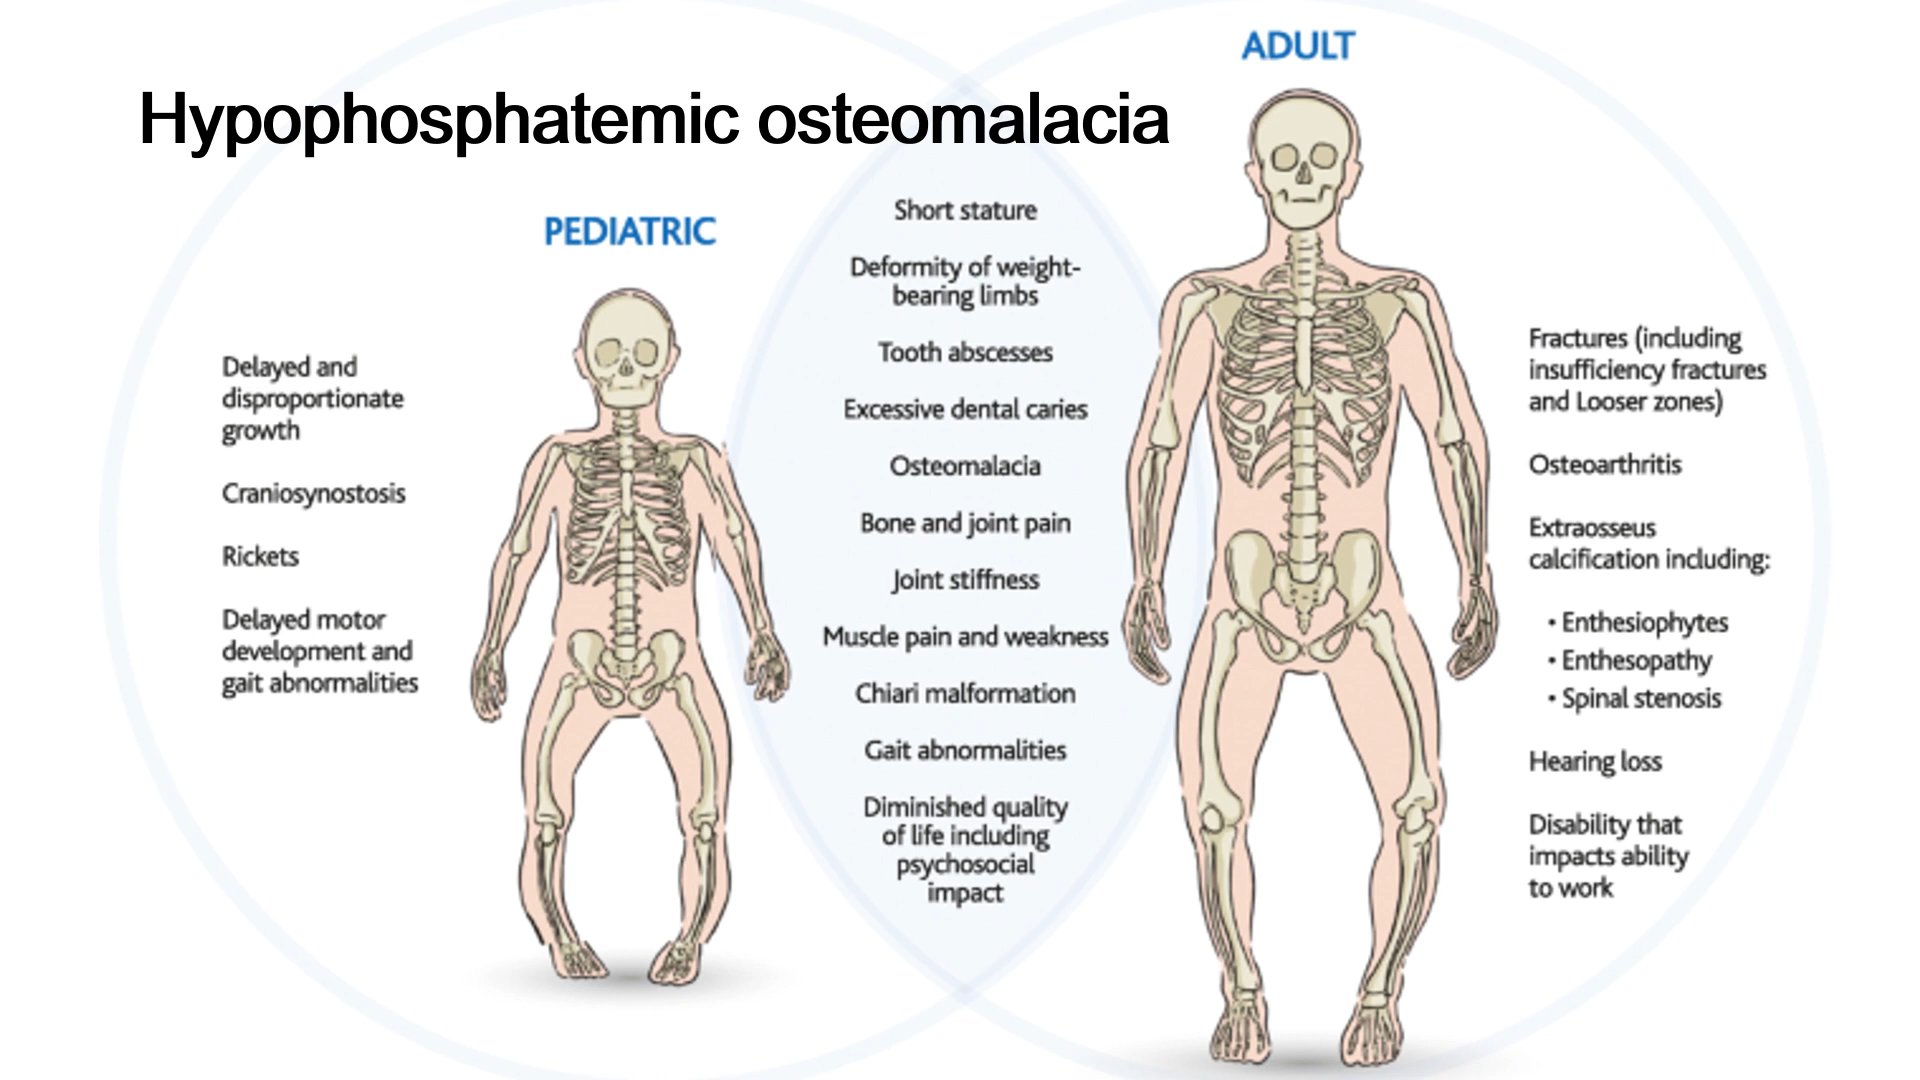 Hypophosphatemic osteomalacia
PEDIATRIC
Delayed and
disproportionate
growth
Craniosynostosis
Rickets
Delayed motor
development and
gait abnormalities
Short stature
Deformity of weight-
bearing limbs
Tooth abscesses
Excessive dental caries
Osteomalacia
Bone and joint pain
Joint stiffness
Muscle pain and weakness
Chiari malformation
Gait abnormalities
Diminished quality
of life including
psychosocial
impact
ADULT
Fractures (including
insufficiency fractures
and Looser zones)
Osteoarthritis
Extraosseus
calcification including:
• Enthesiophytes
• Enthesopathy
• Spinal stenosis
Hearing loss
Disability that
impacts ability
to work